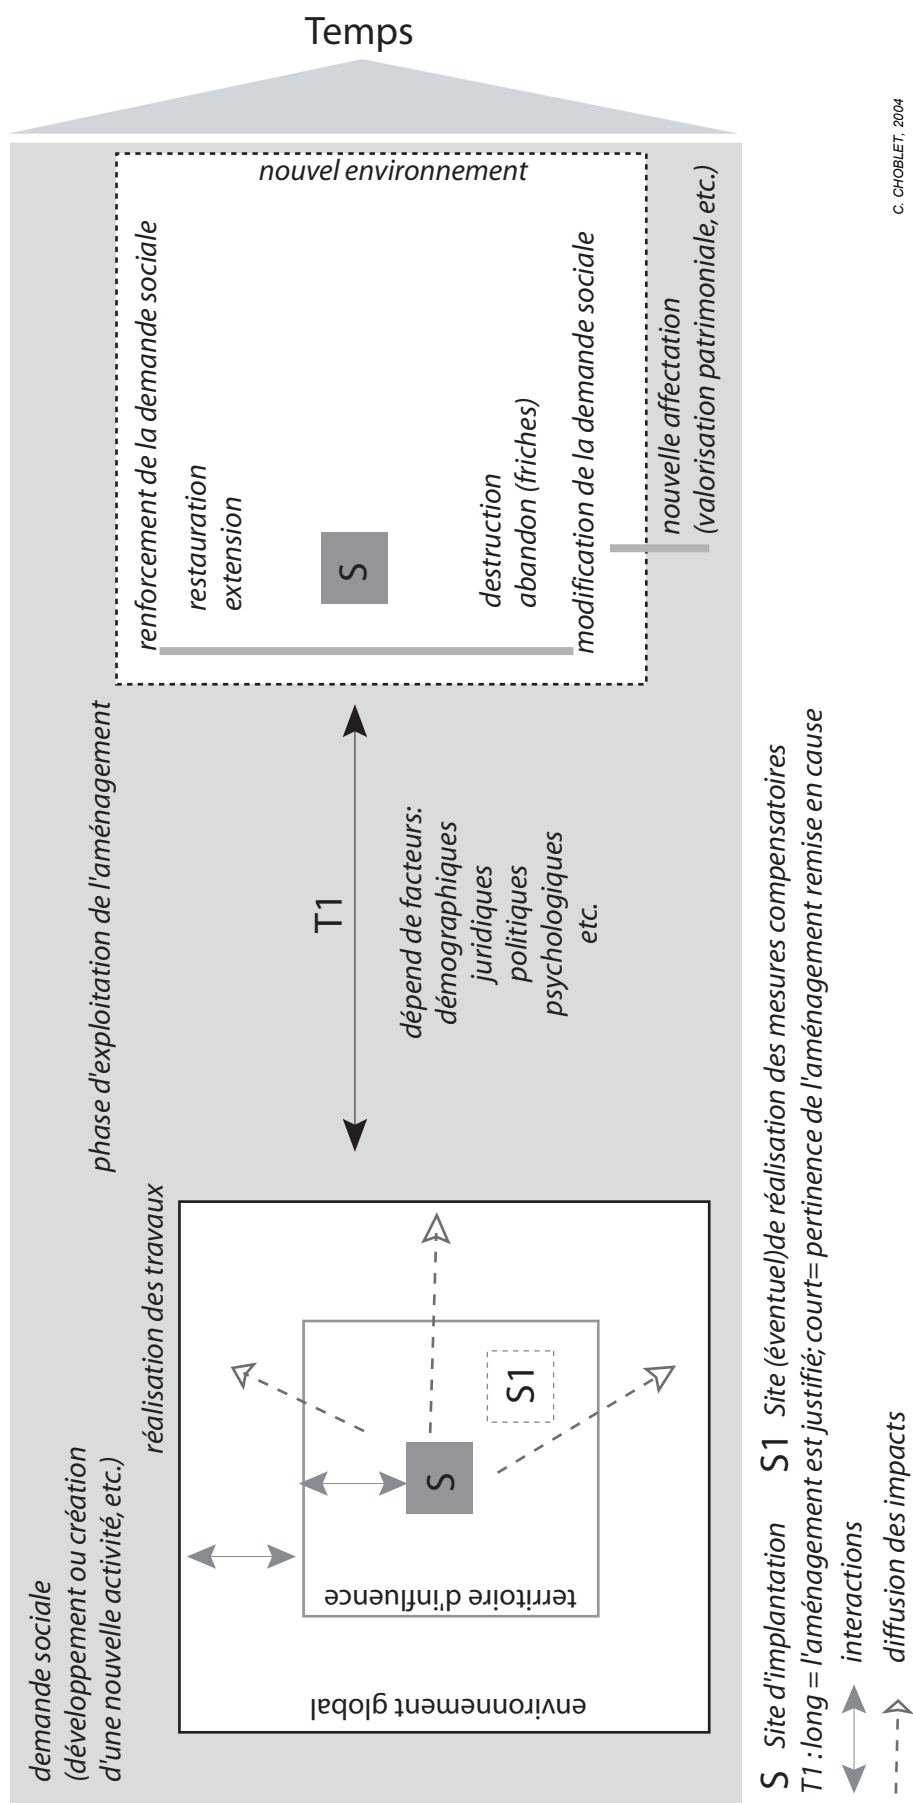 demande sociale
(développement ou création
d'une nouvelle activité, etc.)
réalisation des travaux
environnement global
territoire d'influence
S
S1
phase d'exploitation de l'aménagement
T1
dépend de facteurs:
démographiques
juridiques
politiques
psychologiques
etc.
renforcement de la demande sociale
restauration
extension
S
destruction
abandon (friches)
modification de la demande sociale
nouvel environnement
nouvelle affectation
(valorisation patrimoniale, etc.)
Temps
S Site d'implantation S1 Site (éventuel)de réalisation des mesures compensatoires
T1 : long = l'aménagement est justifié; court= pertinence de l'aménagement remise en cause
interactions
diffusion des impacts
C. CHOBLET, 2004